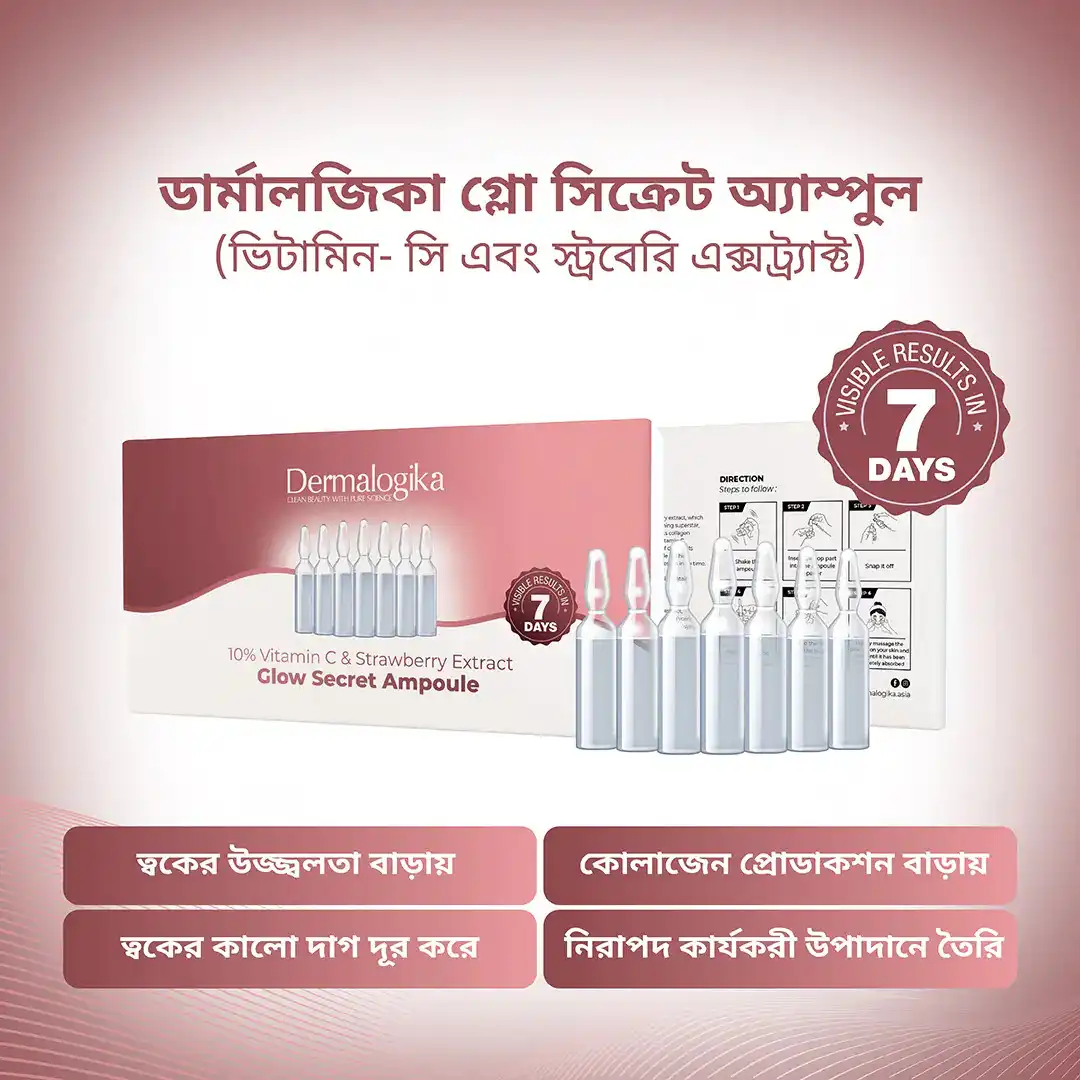 ডার্মালজিকা গ্লো সিক্রেট অ্যাম্পুল
(ভিটামিন- সি এবং স্ট্রবেরি এক্সট্র্যাক্ট)
VISIBLE RESULTS IN
7
DAYS
Dermalogika
CLEAN BEAUTY WITH PURE SCIENCE
VISIBLE RESULTS IN
7
DAYS
10% Vitamin C & Strawberry Extract
Glow Secret Ampoule
DIRECTION
Steps to follow:
STEP 1
STEP 2
STEP 3
Snap it off
ত্বকের উজ্জ্বলতা বাড়ায়
কোলাজেন প্রোডাকশন বাড়ায়
ত্বকের কালো দাগ দূর করে
নিরাপদ কার্যকরী উপাদানে তৈরি